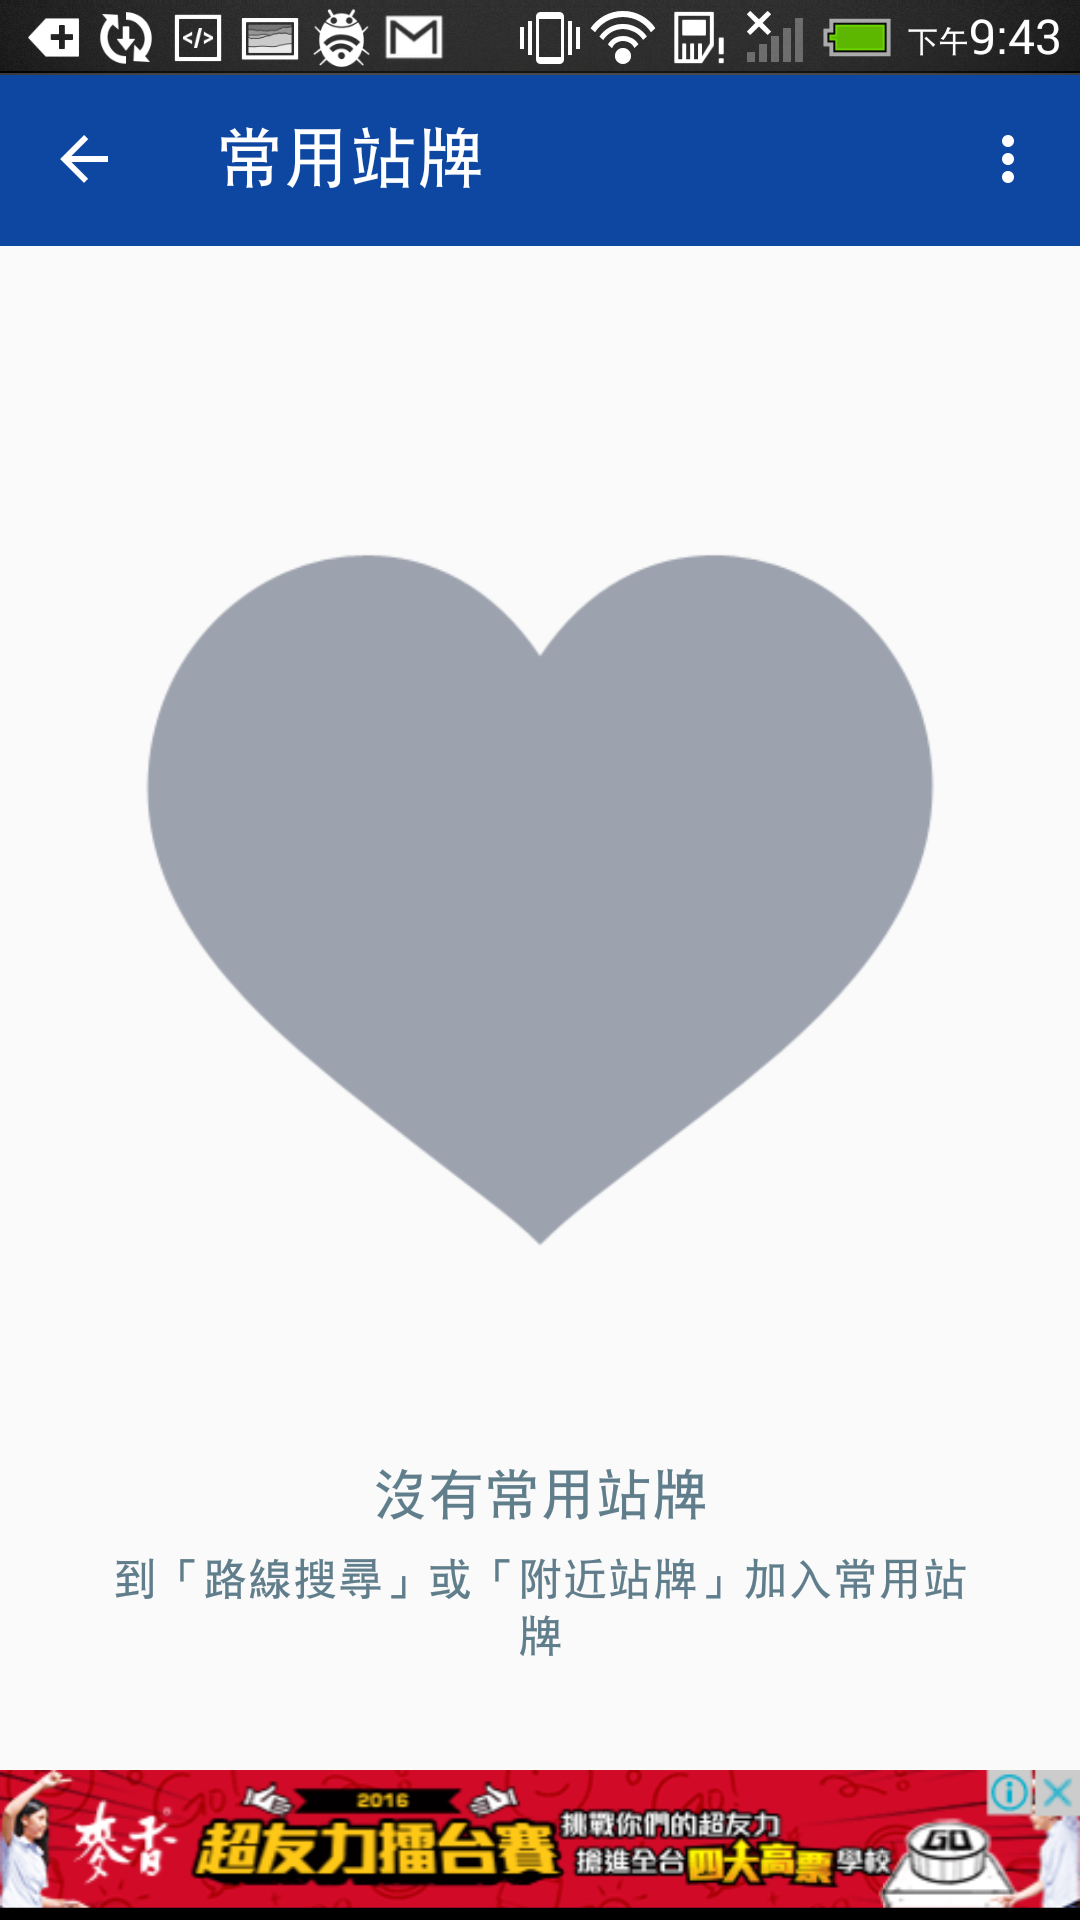 下午9:43
常用站牌
沒有常用站牌
到「路線搜尋」或「附近站牌」加入常用站
牌
麥香
2016
超友力擂台賽
挑戰你們的超友力
搶進全台四大高票學校
GO